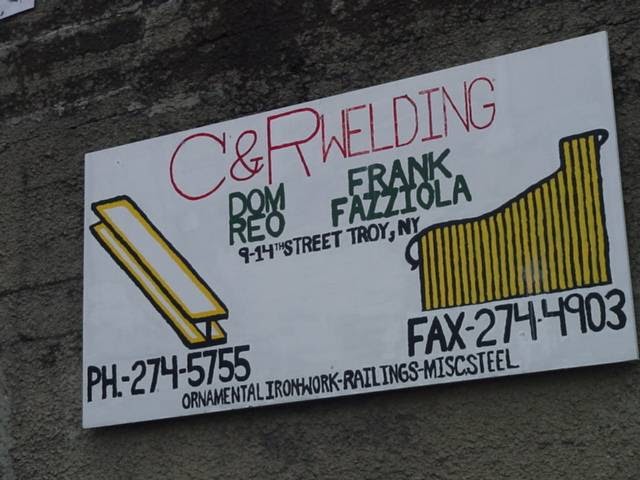 C&R WELDING
DOM REO
FRANK FAZZIOLA
9-14TH STREET TROY, NY
PH.-274-5755
FAX-274-4903
ORNAMENTAL IRON-WORK-RAILINGS-MISC.STEEL